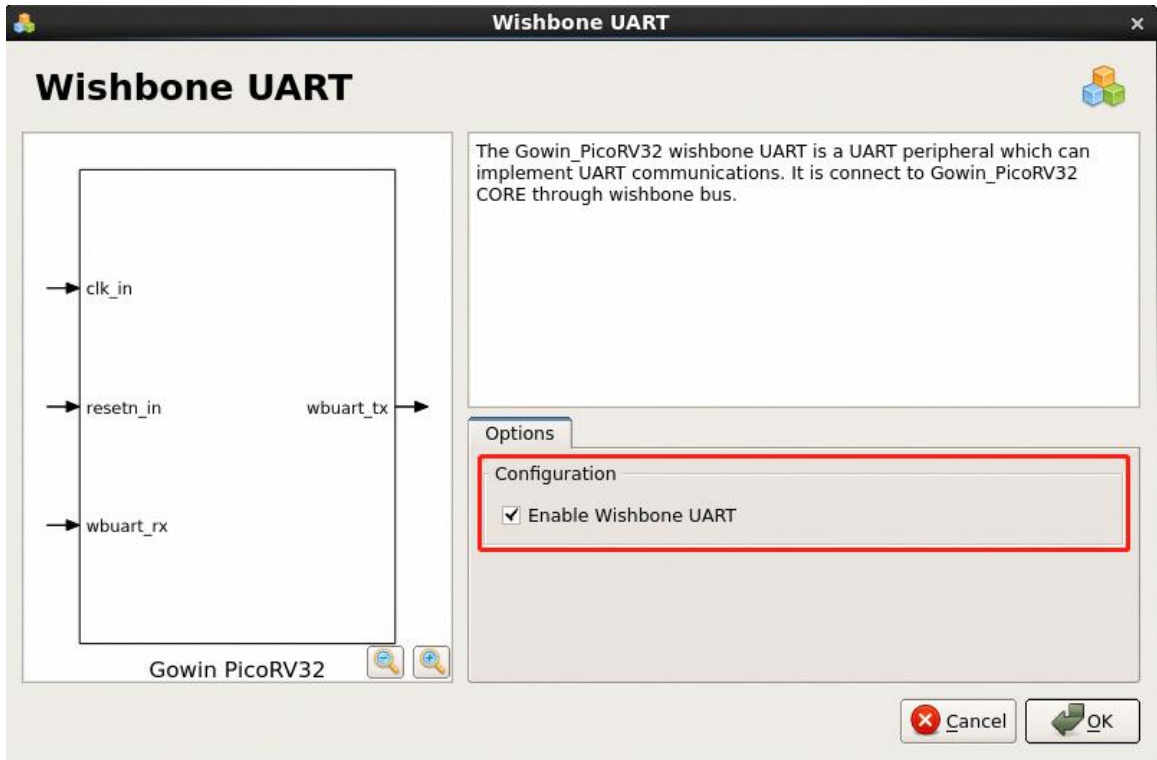 Wishbone UART
Wishbone UART
The Gowin_PicoRV32 wishbone UART is a UART peripheral which can
implement UART communications. It is connect to Gowin_PicoRV32
CORE through wishbone bus.
clk_in
resetn_in
wbuart_tx
wbuart_rx
Gowin PicoRV32
Options
Configuration
Enable Wishbone UART
Cancel
OK